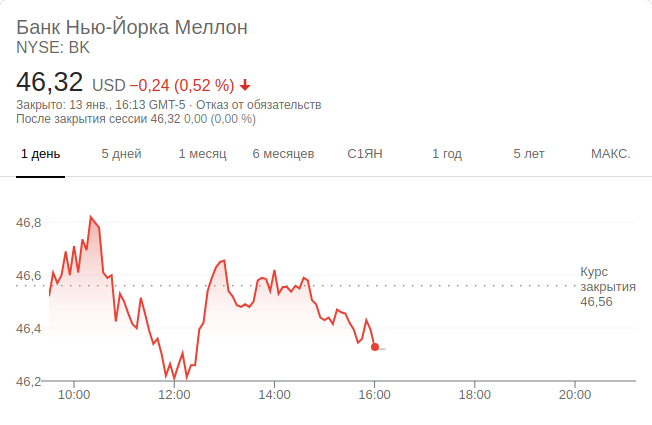 Банк Нью-Йорка Меллон
NYSE: BK
46,32 USD −0,24 (0,52 %)
Закрыто: 13 янв., 16:13 GMT-5 · Отказ от обязательств
После закрытия сессии 46,32 0,00 (0,00 %)
1 день 5 дней 1 месяц 6 месяцев С1ЯН 1 год 5 лет МАКС.
46,8
46,6
46,4
46,2
Курс
закрытия
46,56
10:00 12:00 14:00 16:00 18:00 20:00